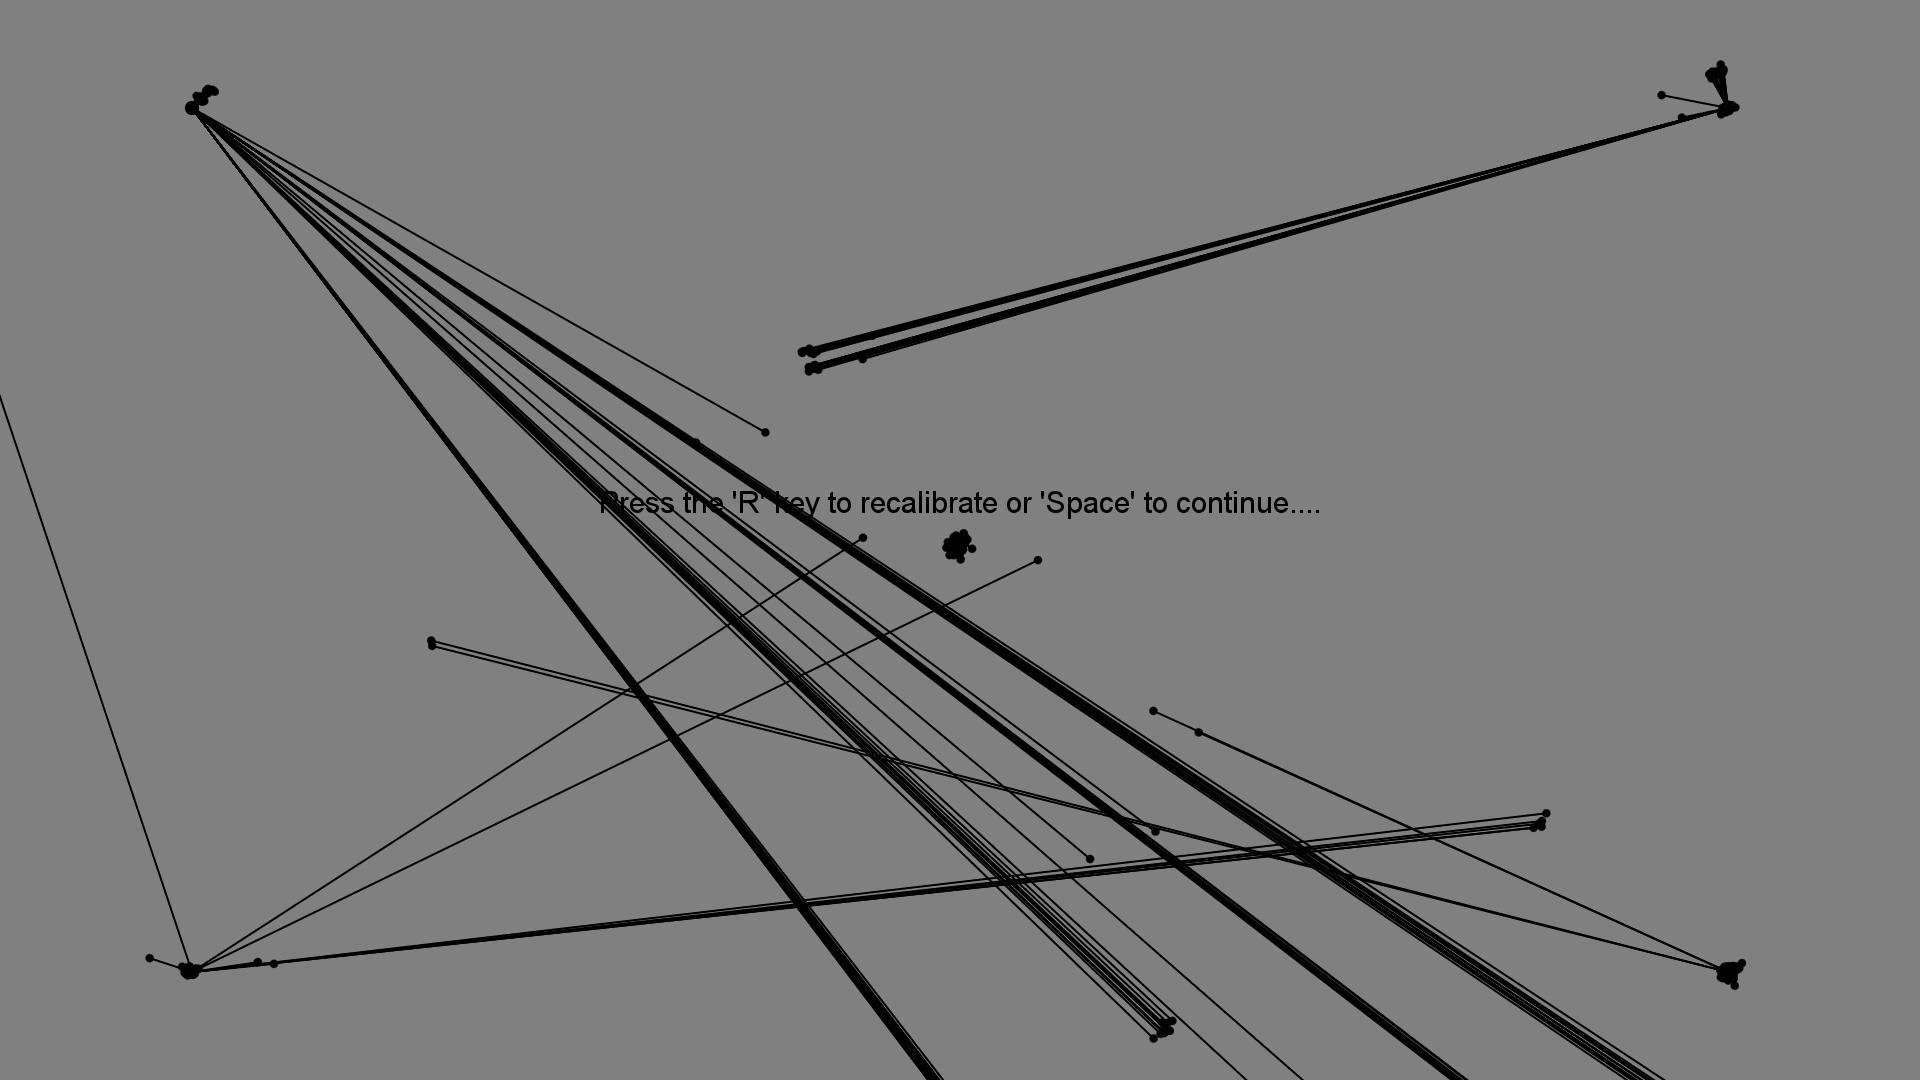 Press the 'R' key to recalibrate or 'Space' to continue....